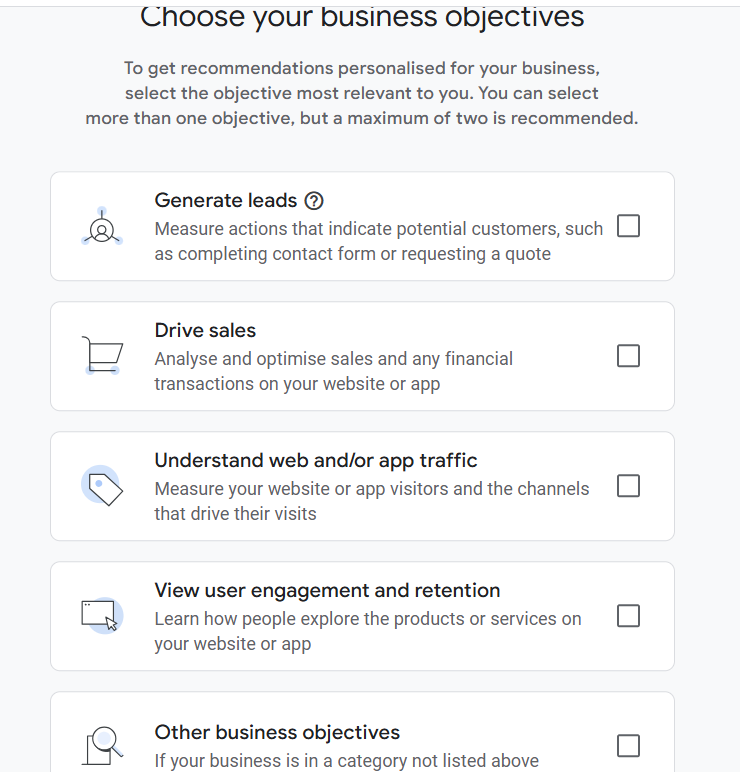 Choose your business objectives
To get recommendations personalised for your business,
select the objective most relevant to you. You can select
more than one objective, but a maximum of two is recommended.
Generate leads
Measure actions that indicate potential customers, such
as completing contact form or requesting a quote
Drive sales
Analyse and optimise sales and any financial
transactions on your website or app
Understand web and/or app traffic
Measure your website or app visitors and the channels
that drive their visits
View user engagement and retention
Learn how people explore the products or services on
your website or app
Other business objectives
If your business is in a category not listed above